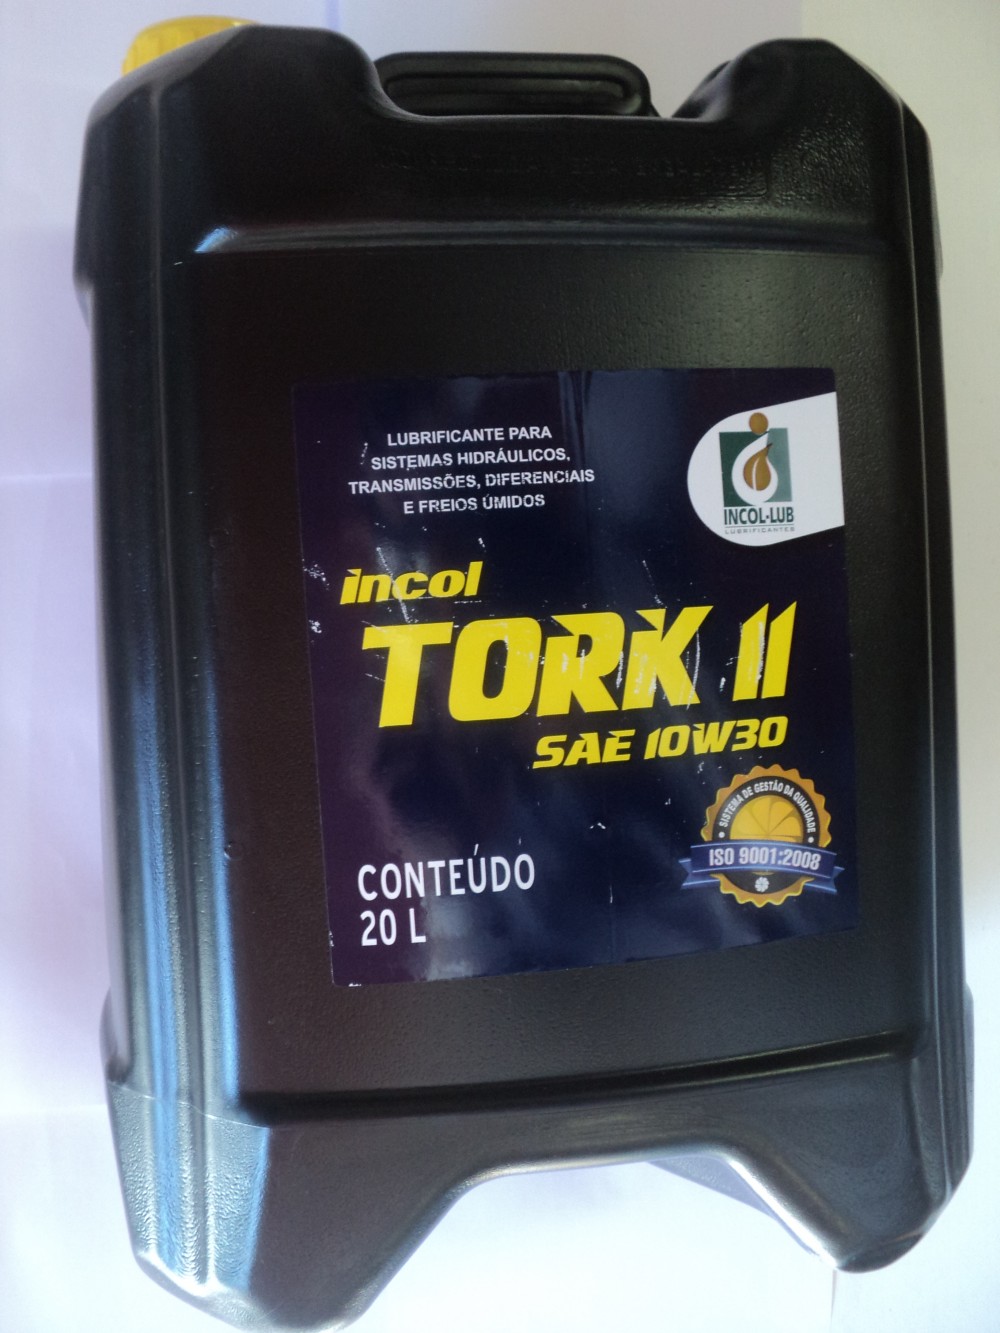 LUBRIFICANTE PARA
SISTEMAS HIDRÁULICOS,
TRANSMISSÕES, DIFERENCIAIS
E FREIOS ÚMIDOS
INCOL-LUB
LUBRIFICANTES
incol
TORK II
SAE 10W30
SISTEMA DE GESTÃO DA QUALIDADE
ISO 9001:2008
CONTEÚDO
20 L